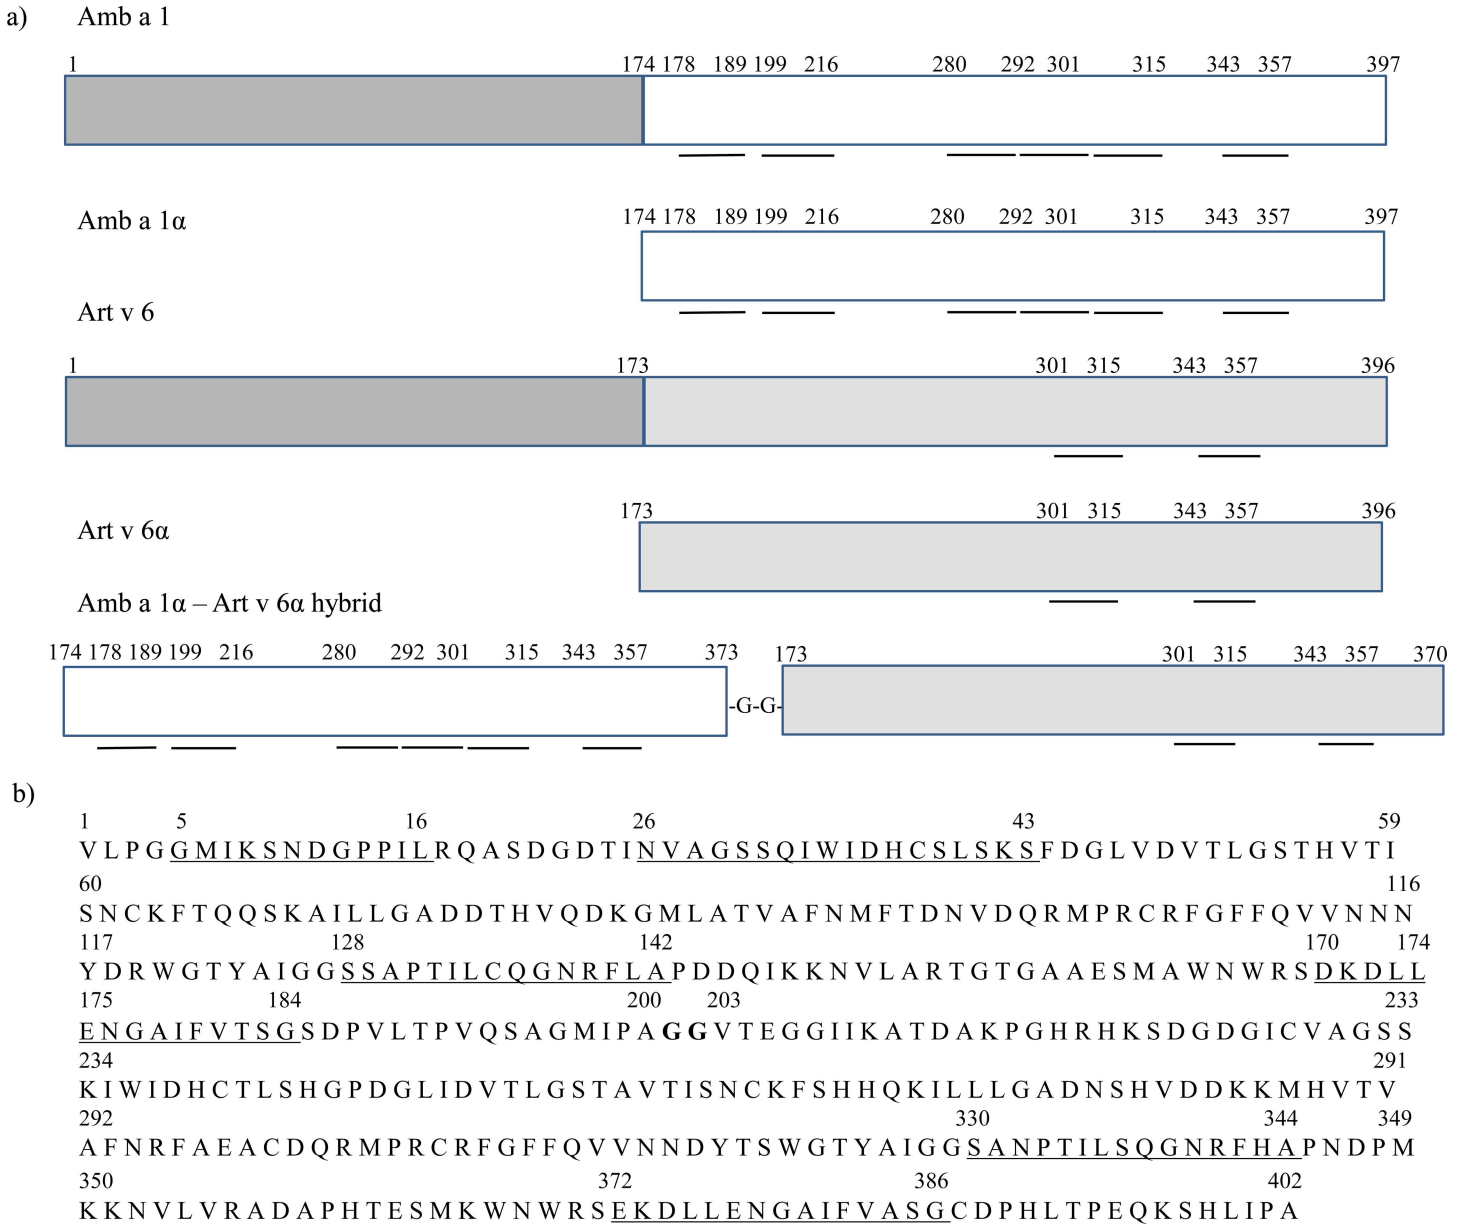 a)
Amb a 1
1 174 178 189 199 216 280 292 301 315 343 357 397
Amb a 1α
174 178 189 199 216 280 292 301 315 343 357 397
Art v 6
1 173 301 315 343 357 396
Art v 6α
173 301 315 343 357 396
Amb a 1α – Art v 6α hybrid
174 178 189 199 216 280 292 301 315 343 357 373 173 301 315 343 357 370
-G-G-
b)
1 5 16 26 43 59
V L P G G M I K S N D G P P I L R Q A S D G D T I N V A G S S Q I W I D H C S L S K S F D G L V D V T L G S T H V T I
60 116
S N C K F T Q Q S K A I L L G A D D T H V Q D K G M L A T V A F N M F T D N V D Q R M P R C R F G F F Q V V N N N
117 128 142 170 174
Y D R W G T Y A I G G S S A P T I L C Q G N R F L A P D D Q I K K N V L A R T G T G A A E S M A W N W R S D K D L L
175 184 200 203 233
E N G A I F V T S G S D P V L T P V Q S A G M I P A G G V T E G G I I K A T D A K P G H R H K S D G D G I C V A G S S
234 291
K I W I D H C T L S H G P D G L I D V T L G S T A V T I S N C K F S H H Q K I L L L G A D N S H V D D K K M H V T V
292 330 344 349
A F N R F A E A C D Q R M P R C R F G F F Q V V N N D Y T S W G T Y A I G G S A N P T I L S Q G N R F H A P N D P M
350 372 386 402
K K N V L V R A D A P H T E S M K W N W R S E K D L L E N G A I F V A S G C D P H L T P E Q K S H L I P A